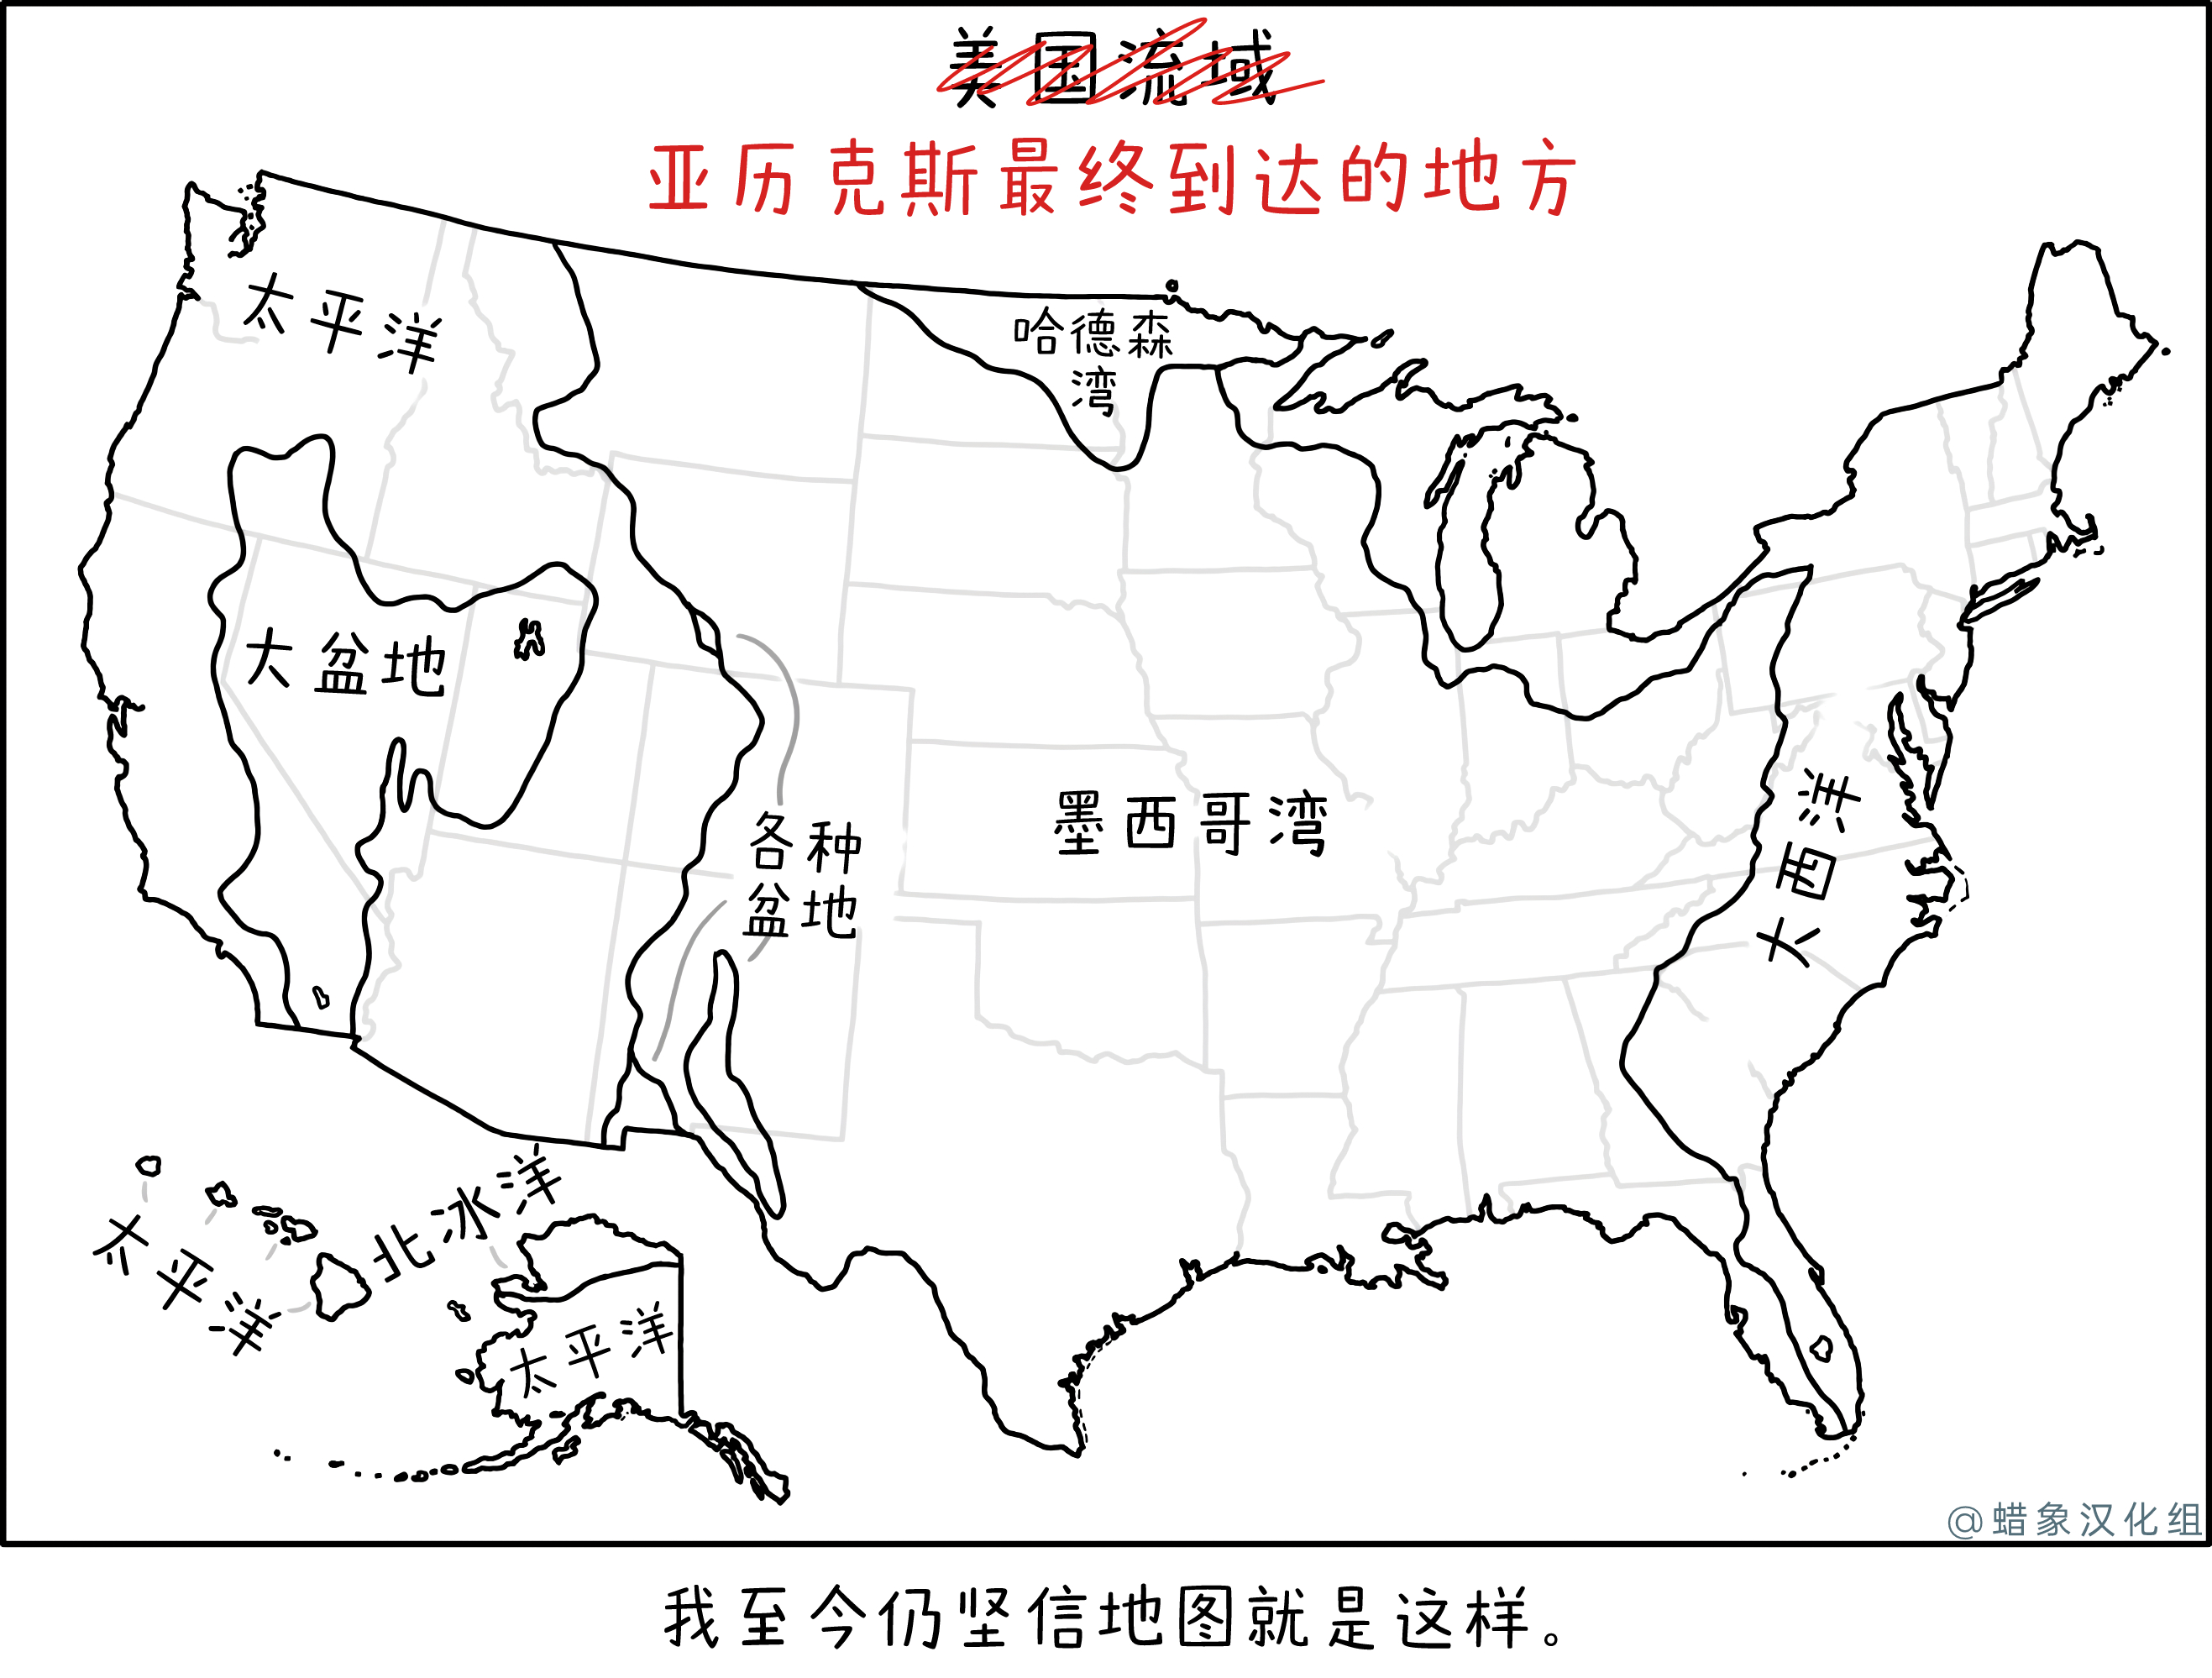 美国流域
亚历克斯最终到达的地方
太平洋
哈德森
湾
大盆地
各种
盆地
墨西哥湾
大西洋
太平洋
北冰洋
太平洋
@蜡象汉化组
我至今仍坚信地图就是这样。